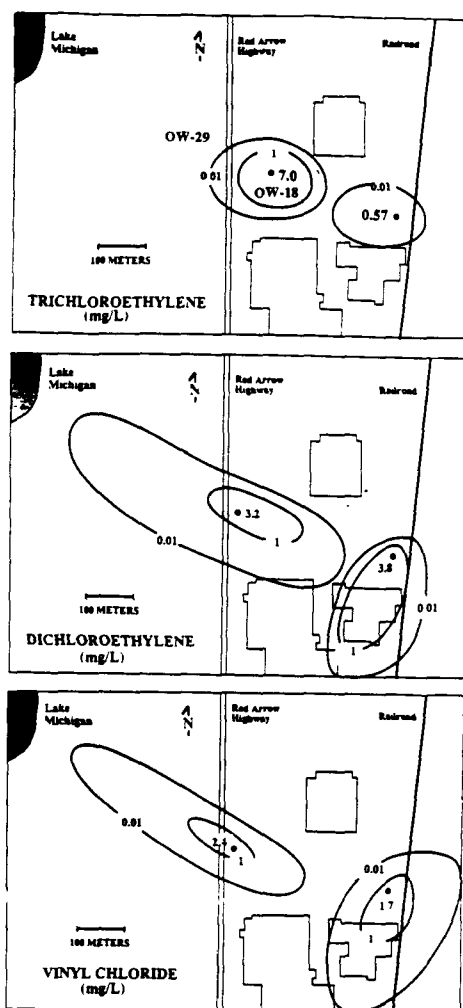 Lake
Michigan
N
Red Arrow
Highway
Railroad
OW-29
0.01
1
7.0
OW-18
0.01
0.57
100 METERS
TRICHLOROETHYLENE
(mg/L)
Lake
Michigan
N
Red Arrow
Highway
Railroad
3.2
1
0.01
3.8
0.01
1
100 METERS
DICHLOROETHYLENE
(mg/L)
Lake
Michigan
N
Red Arrow
Highway
Railroad
0.01
2.4
1
0.01
1.7
1
100 METERS
VINYL CHLORIDE
(mg/L)